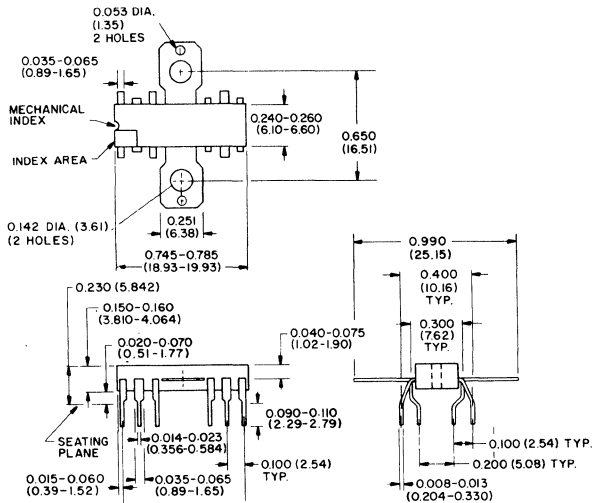 0.053 DIA.
(1.35)
2 HOLES
0.035-0.065
(0.89-1.65)
MECHANICAL
INDEX
INDEX AREA
0.240-0.260
(6.10-6.60)
0.650
(16.51)
0.142 DIA. (3.61)
(2 HOLES)
0.251
(6.38)
0.745-0.785
(18.93-19.93)
0.990
(25.15)
0.400
(10.16)
TYP.
0.300
(7.62)
TYP.
0.230 (5.842)
0.150-0.160
(3.810-4.064)
0.020-0.070
(0.51-1.77)
0.040-0.075
(1.02-1.90)
0.090-0.110
(2.29-2.79)
SEATING
PLANE
0.014-0.023
(0.356-0.584)
0.015-0.060
(0.39-1.52)
0.035-0.065
(0.89-1.65)
0.100 (2.54)
TYP.
0.100 (2.54) TYP.
0.200 (5.08) TYP.
0.008-0.013
(0.204-0.330)